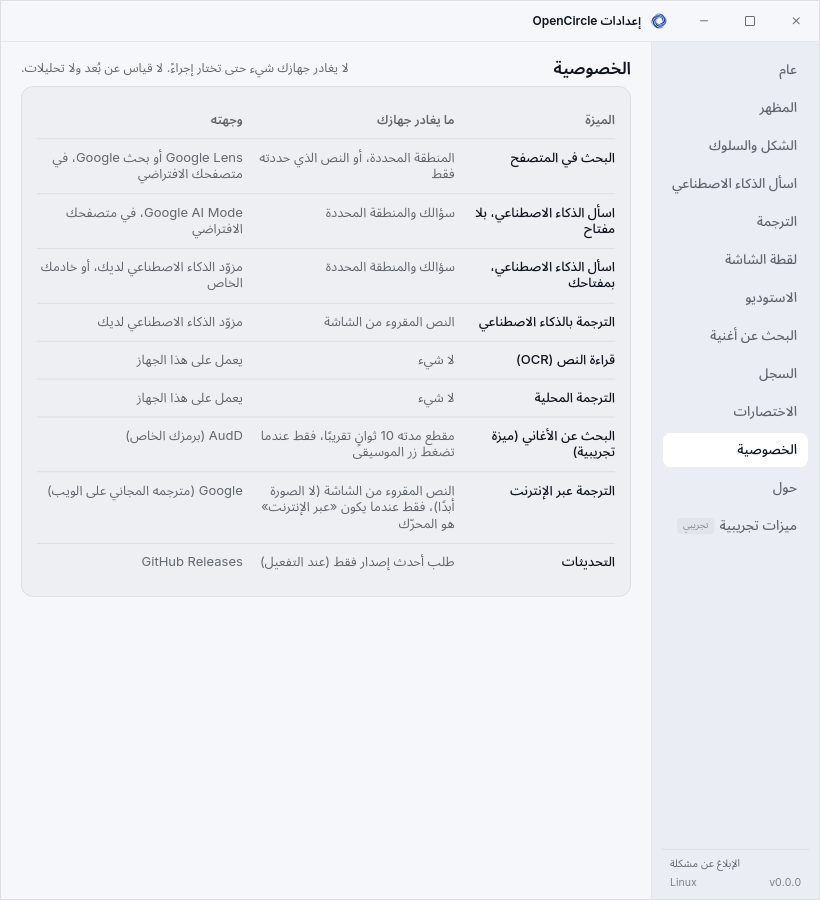 إعدادات OpenCircle
عام
المظهر
الشكل والسلوك
اسأل الذكاء الاصطناعي
الترجمة
لقطة الشاشة
الاستوديو
البحث عن أغنية
السجل
الاختصارات
الخصوصية
حول
ميزات تجريبية تجريبي
الإبلاغ عن مشكلة
v0.0.0 Linux
الخصوصية
لا يغادر جهازك شيء حتى تختار إجراءً. لا قياس عن بُعد ولا تحليلات.
الميزة ما يغادر جهازك وجهته
البحث في المتصفح
المنطقة المحددة، أو النص الذي حددته
فقط
Google Lens أو بحث Google، في
متصفحك الافتراضي
اسأل الذكاء الاصطناعي، بلا
مفتاح
سؤالك والمنطقة المحددة
Google AI Mode، في متصفحك
الافتراضي
اسأل الذكاء الاصطناعي،
بمفتاحك
سؤالك والمنطقة المحددة
مزوّد الذكاء الاصطناعي لديك، أو خادمك
الخاص
الترجمة بالذكاء الاصطناعي
النص المقروء من الشاشة
مزوّد الذكاء الاصطناعي لديك
قراءة النص (OCR)
لا شيء
يعمل على هذا الجهاز
الترجمة المحلية
لا شيء
يعمل على هذا الجهاز
البحث عن الأغاني (ميزة
تجريبية)
مقطع مدته 10 ثوانٍ تقريبًا، فقط عندما
تضغط زر الموسيقى
AudD (برمزك الخاص)
الترجمة عبر الإنترنت
النص المقروء من الشاشة (لا الصورة
أبدًا)، فقط عندما يكون «عبر الإنترنت»
هو المحرّك
Google (مترجمه المجاني على الويب)
التحديثات
طلب أحدث إصدار فقط (عند التفعيل)
GitHub Releases